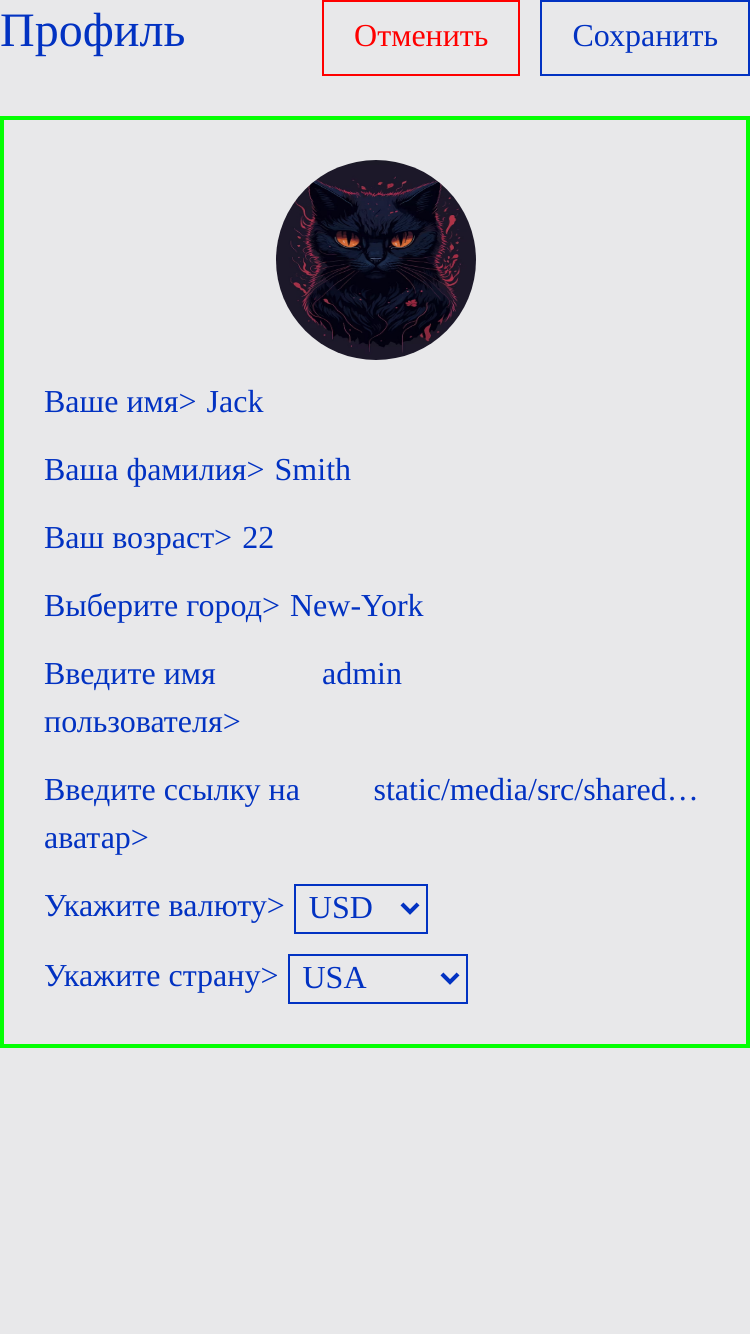 Профиль Отменить Сохранить
Ваше имя> Jack
Ваша фамилия> Smith
Ваш возраст> 22
Выберите город> New-York
Введите имя admin
пользователя>
Введите ссылку на static/media/src/shared…
аватар>
Укажите валюту> USD
Укажите страну> USA